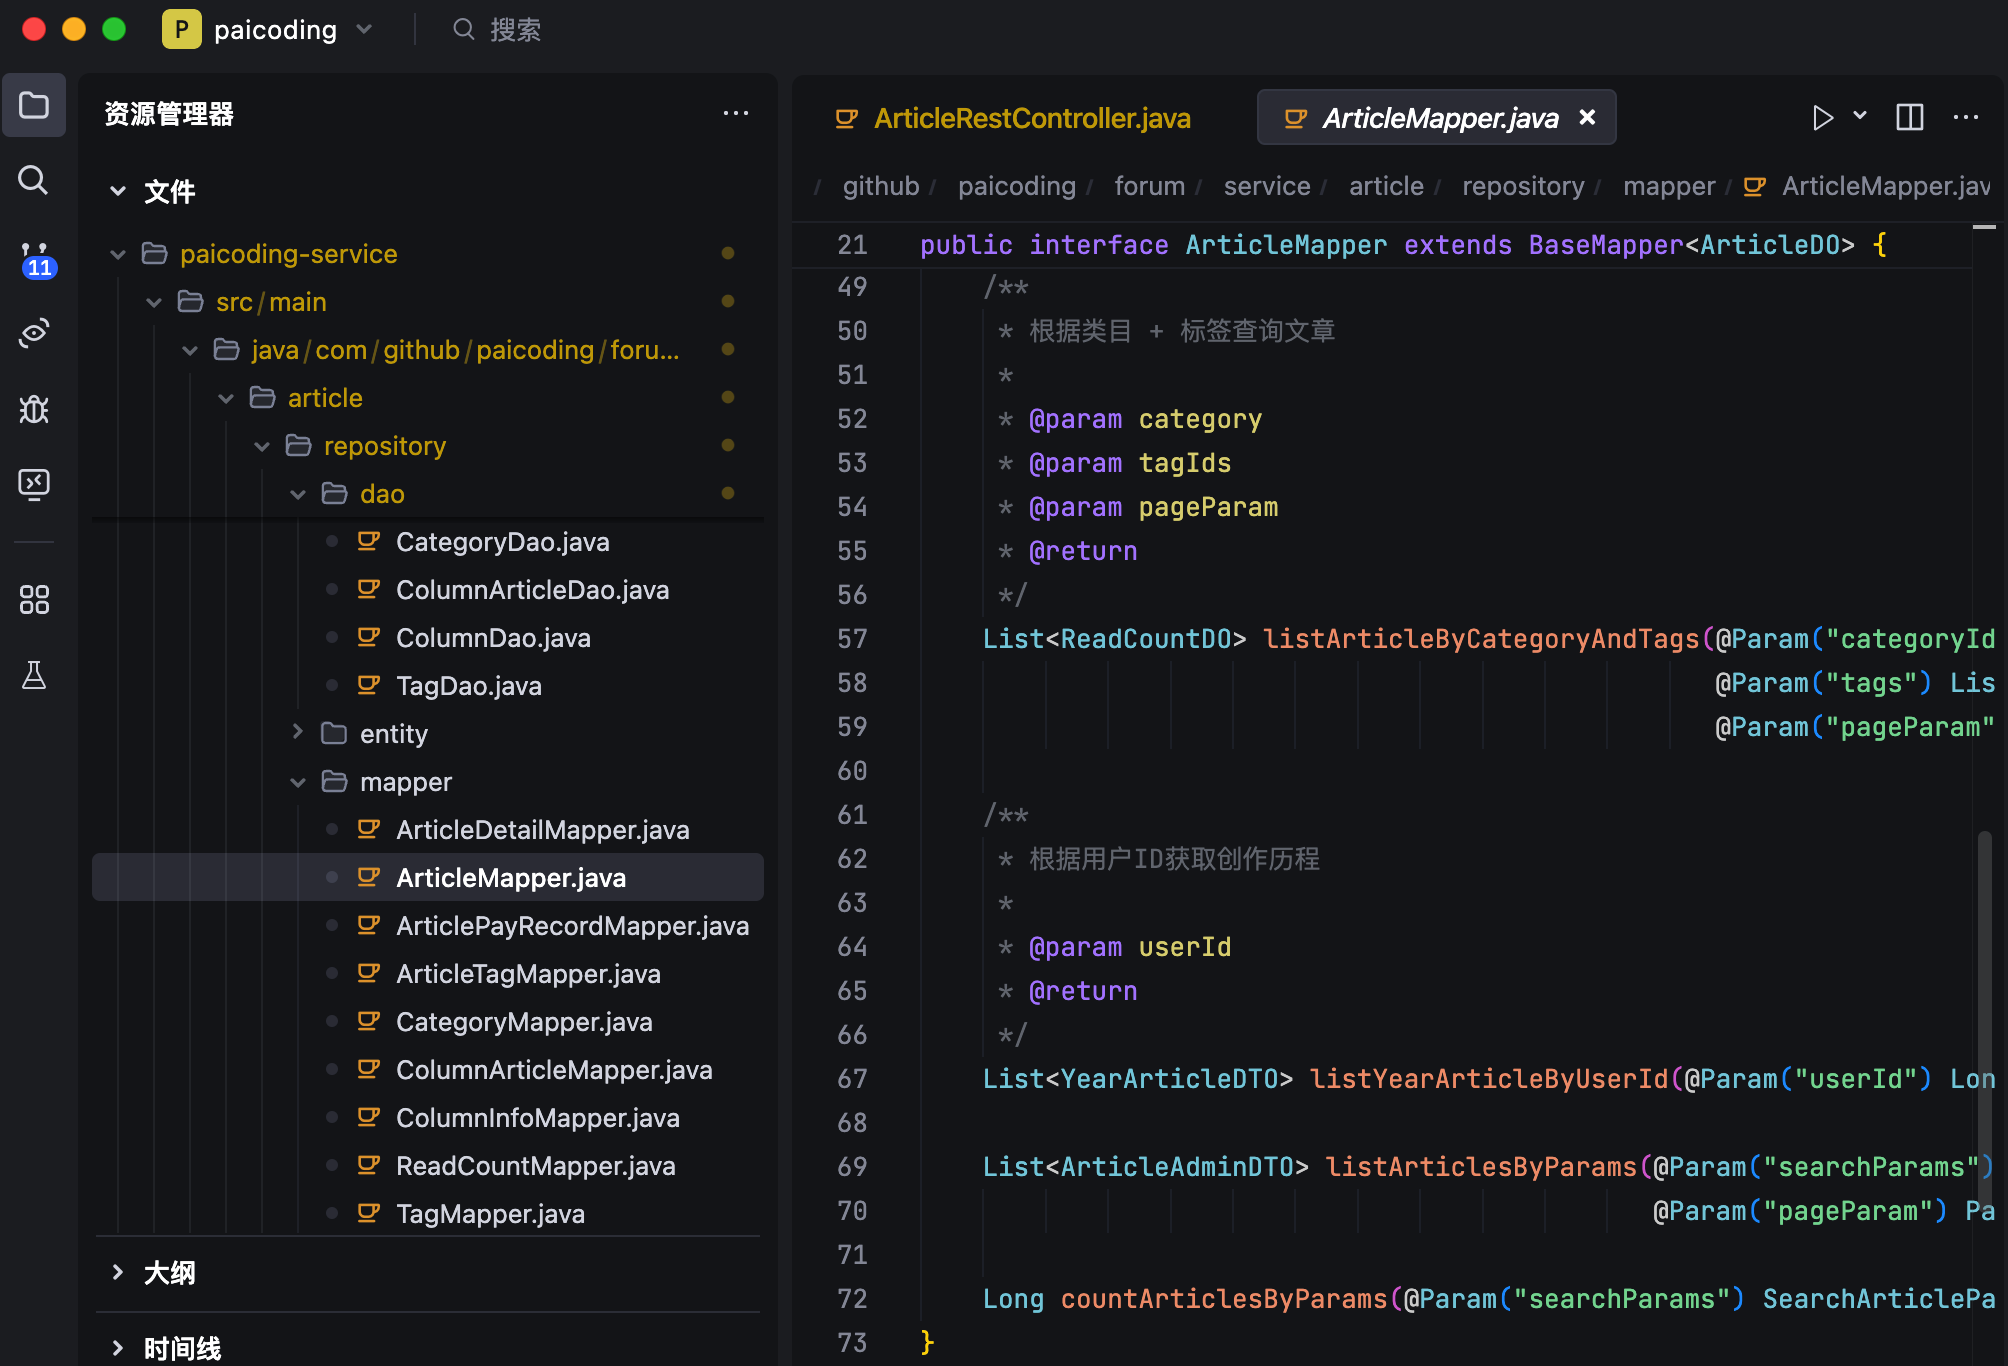 P paicoding 搜索
资源管理器
文件
11
paicoding-service
src/main
java/com/github/paicoding/foru...
article
repository
dao
CategoryDao.java
ColumnArticleDao.java
ColumnDao.java
TagDao.java
entity
mapper
ArticleDetailMapper.java
ArticleMapper.java
ArticlePayRecordMapper.java
ArticleTagMapper.java
CategoryMapper.java
ColumnArticleMapper.java
ColumnInfoMapper.java
ReadCountMapper.java
TagMapper.java
大纲
时间线
ArticleRestController.java ArticleMapper.java
/ github / paicoding / forum / service / article / repository / mapper / ArticleMapper.jav
21 public interface ArticleMapper extends BaseMapper<ArticleDO> {
49 /**
50 * 根据类目 + 标签查询文章
51 *
52 * @param category
53 * @param tagIds
54 * @param pageParam
55 * @return
56 */
57 List<ReadCountDO> listArticleByCategoryAndTags(@Param("categoryId
58 @Param("tags") Lis
59 @Param("pageParam"
60
61 /**
62 * 根据用户ID获取创作历程
63 *
64 * @param userId
65 * @return
66 */
67 List<YearArticleDTO> listYearArticleByUserId(@Param("userId") Lon
68
69 List<ArticleAdminDTO> listArticlesByParams(@Param("searchParams")
70 @Param("pageParam") Pa
71
72 Long countArticlesByParams(@Param("searchParams") SearchArticlePa
73 }